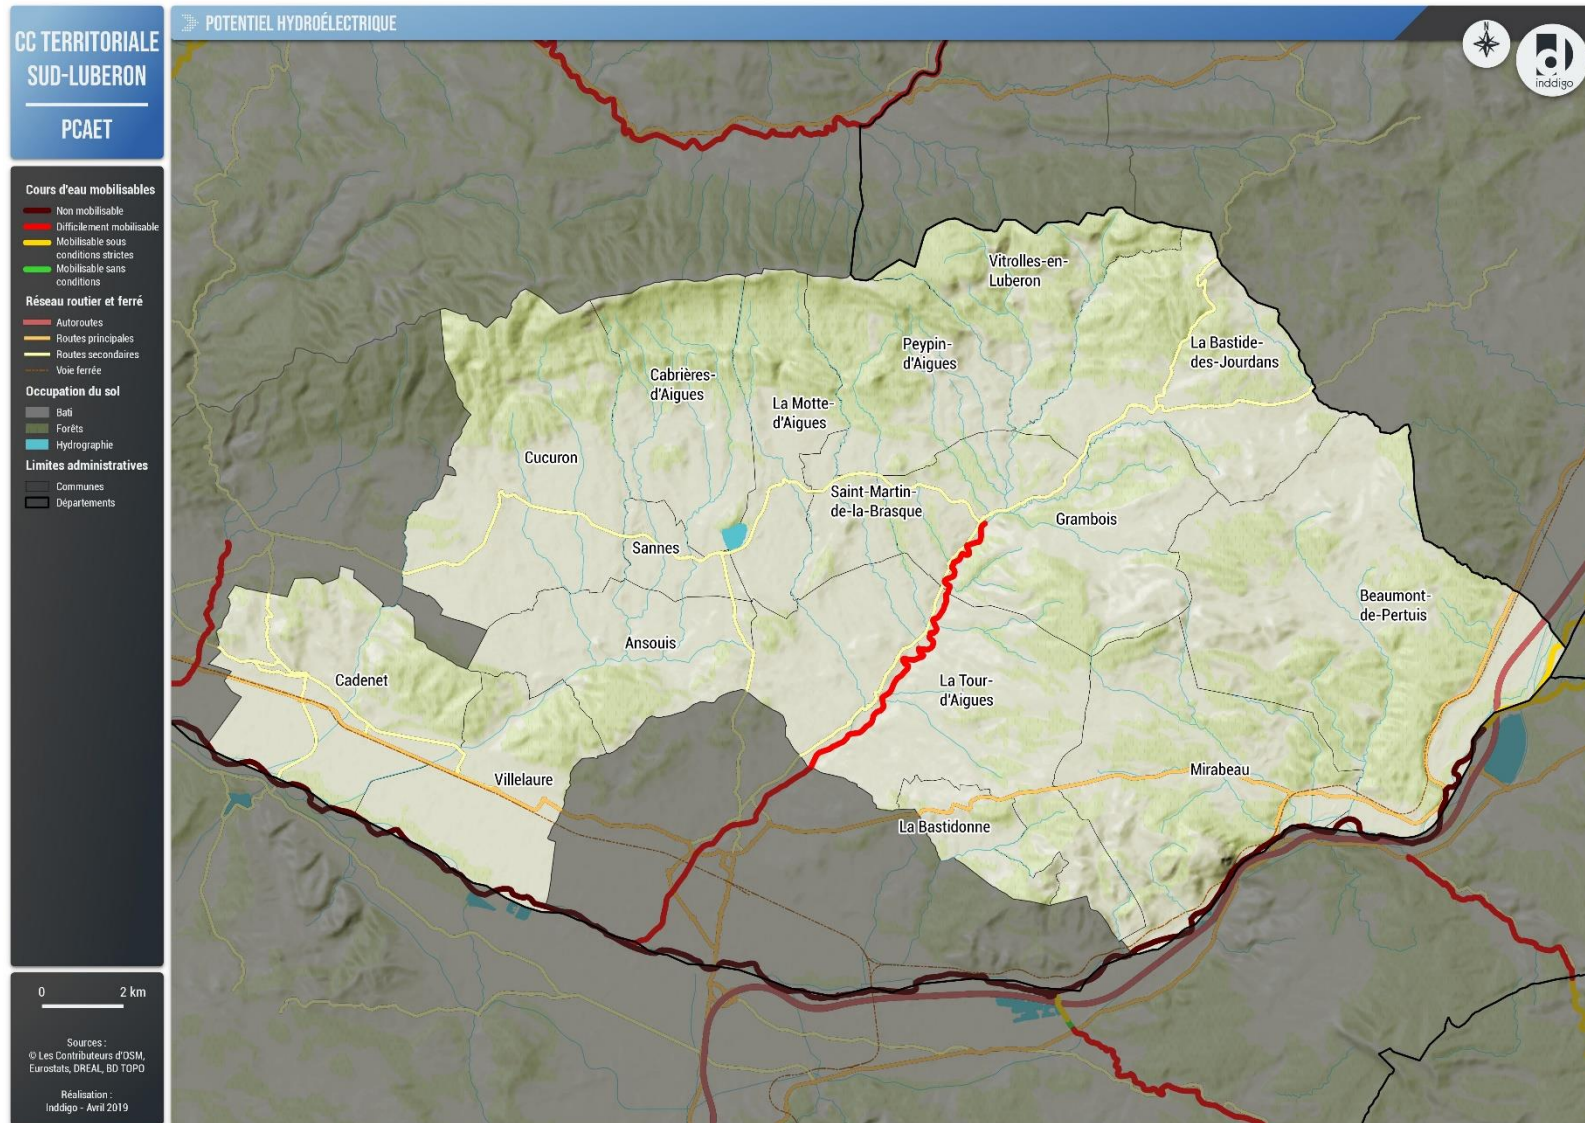 CC TERRITORIALE
SUD-LUBERON
PCAET
POTENTIEL HYDROÉLECTRIQUE
N
inddigo
Cours d'eau mobilisables
Non mobilisable
Difficilement mobilisable
Mobilisable sous
conditions strictes
Mobilisable sans
conditions
Réseau routier et ferré
Autoroutes
Routes principales
Routes secondaires
Voie ferrée
Occupation du sol
Bati
Forêts
Hydrographie
Limites administratives
Communes
Départements
Vitrolles-en-
Luberon
La Bastide-
des-Jourdans
Peypin-
d'Aigues
Cabrières-
d'Aigues
La Motte-
d'Aigues
Cucuron
Saint-Martin-
de-la-Brasque
Grambois
Sannes
Beaumont-
de-Pertuis
Ansouis
Cadenet
La Tour-
d'Aigues
Mirabeau
Villelaure
La Bastidonne
0 2 km
Sources :
© Les Contributeurs d'OSM,
Eurostats, DREAL, BD TOPO
Réalisation :
Inddigo - Avril 2019